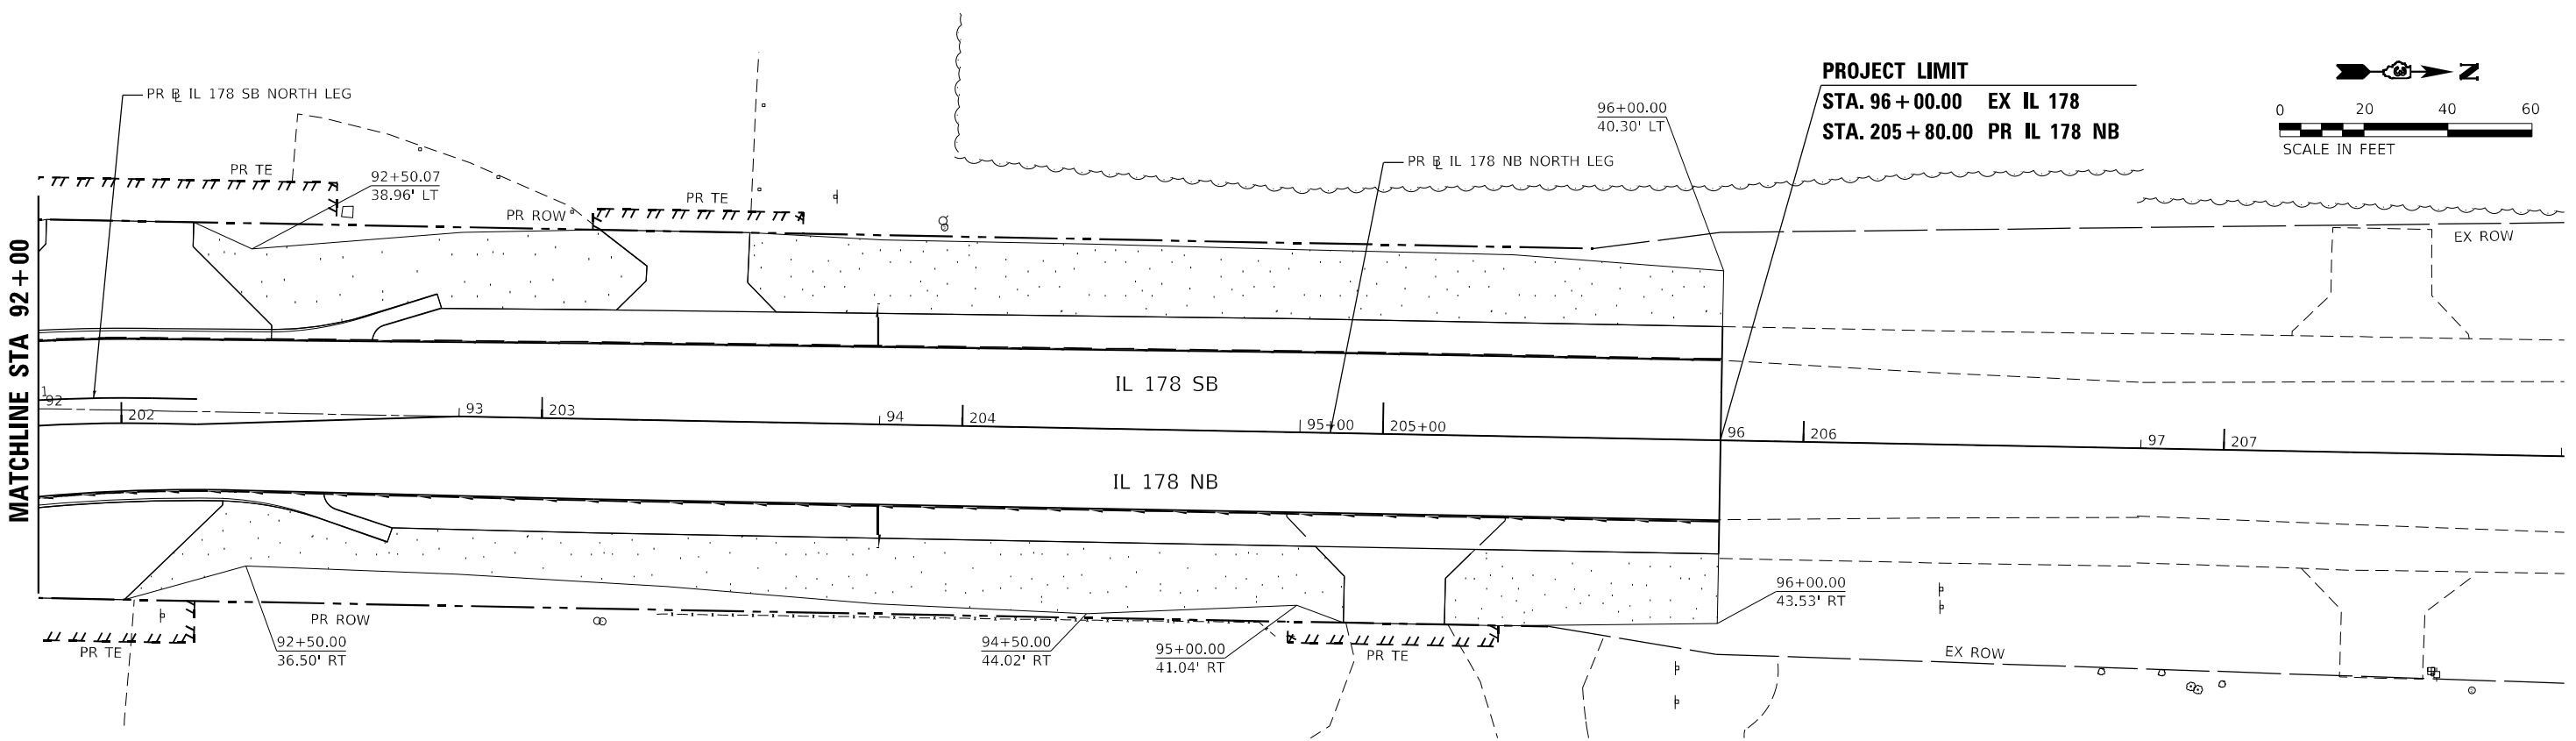 PROJECT LIMIT
STA. 96+00.00 EX IL 178
STA. 205+80.00 PR IL 178 NB
N
0 20 40 60
SCALE IN FEET
PR BL IL 178 SB NORTH LEG
96+00.00
40.30' LT
PR BL IL 178 NB NORTH LEG
PR TE
92+50.07
38.96' LT
PR TE
PR ROW
EX ROW
MATCHLINE STA 92+00
IL 178 SB
1
92
202
93
203
94
204
95+00
205+00
96
206
97
207
IL 178 NB
96+00.00
43.53' RT
PR ROW
92+50.00
36.50' RT
PR TE
94+50.00
44.02' RT
95+00.00
41.04' RT
PR TE
EX ROW